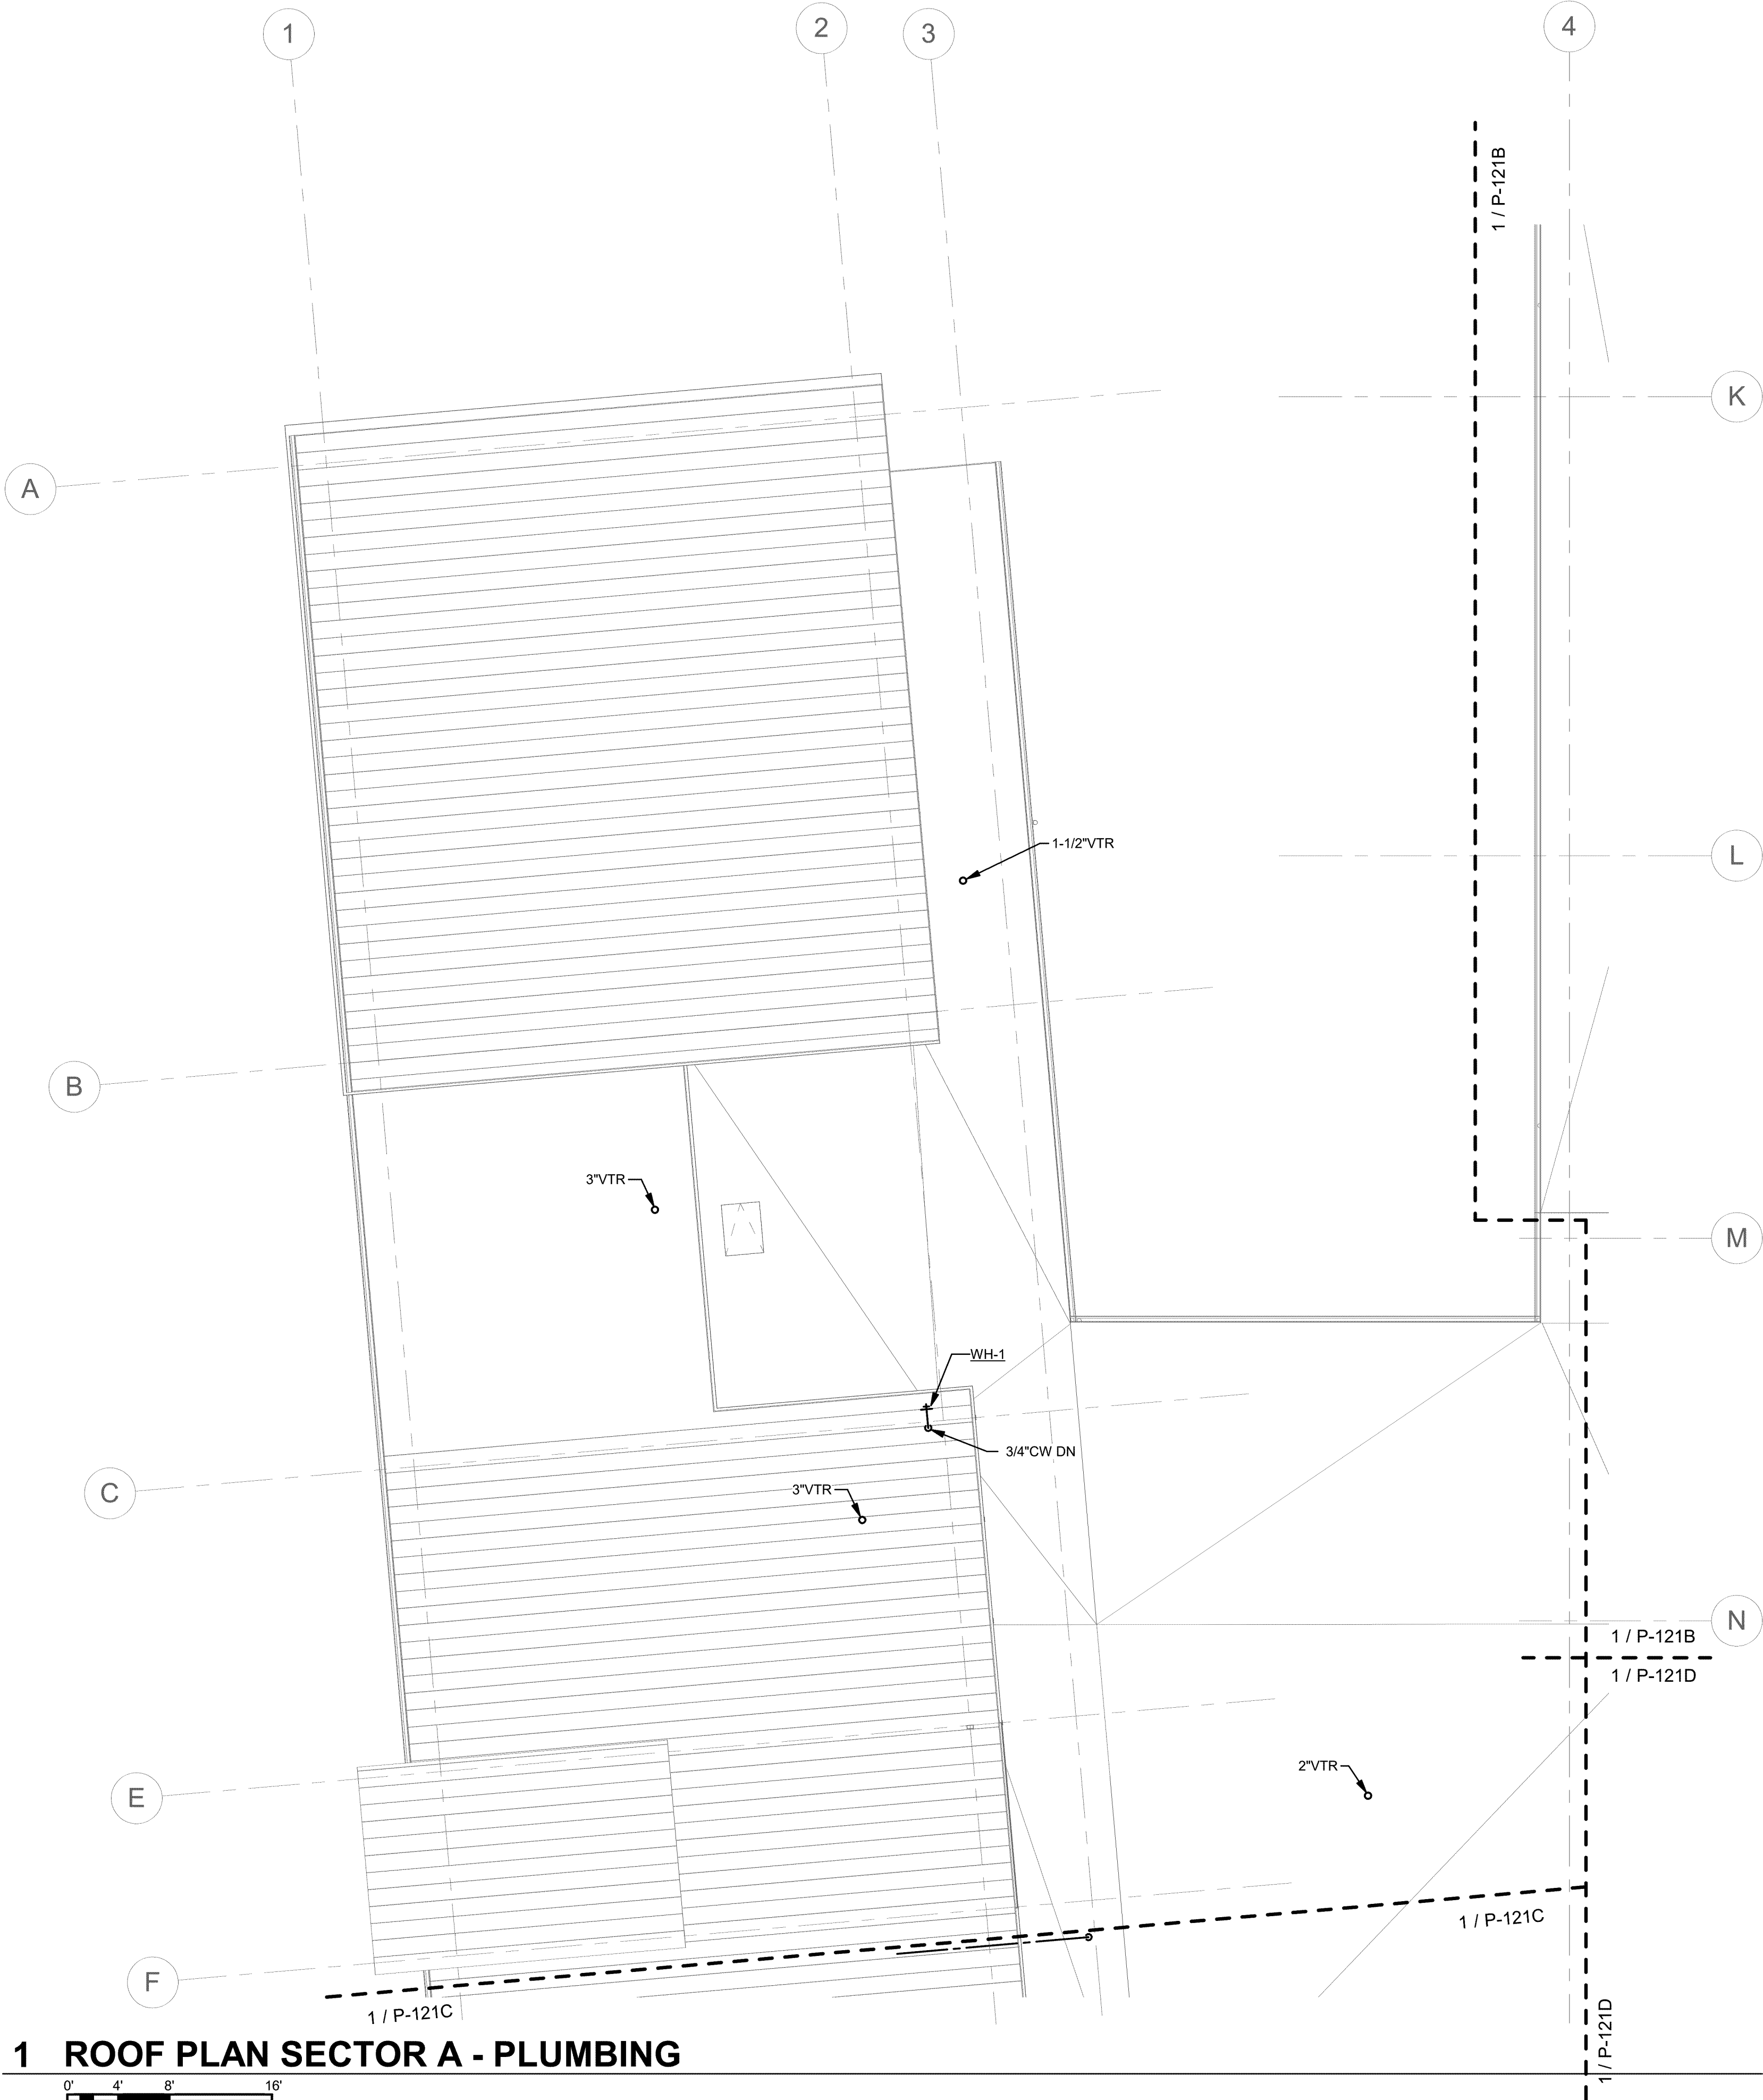 1
2
3
4
1 / P-121B
K
A
1-1/2"VTR
L
B
3"VTR
M
WH-1
3/4"CW DN
C
3"VTR
N
1 / P-121B
1 / P-121D
2"VTR
E
1 / P-121C
F
1 / P-121C
1 / P-121D
1 ROOF PLAN SECTOR A - PLUMBING
0' 4' 8' 16'